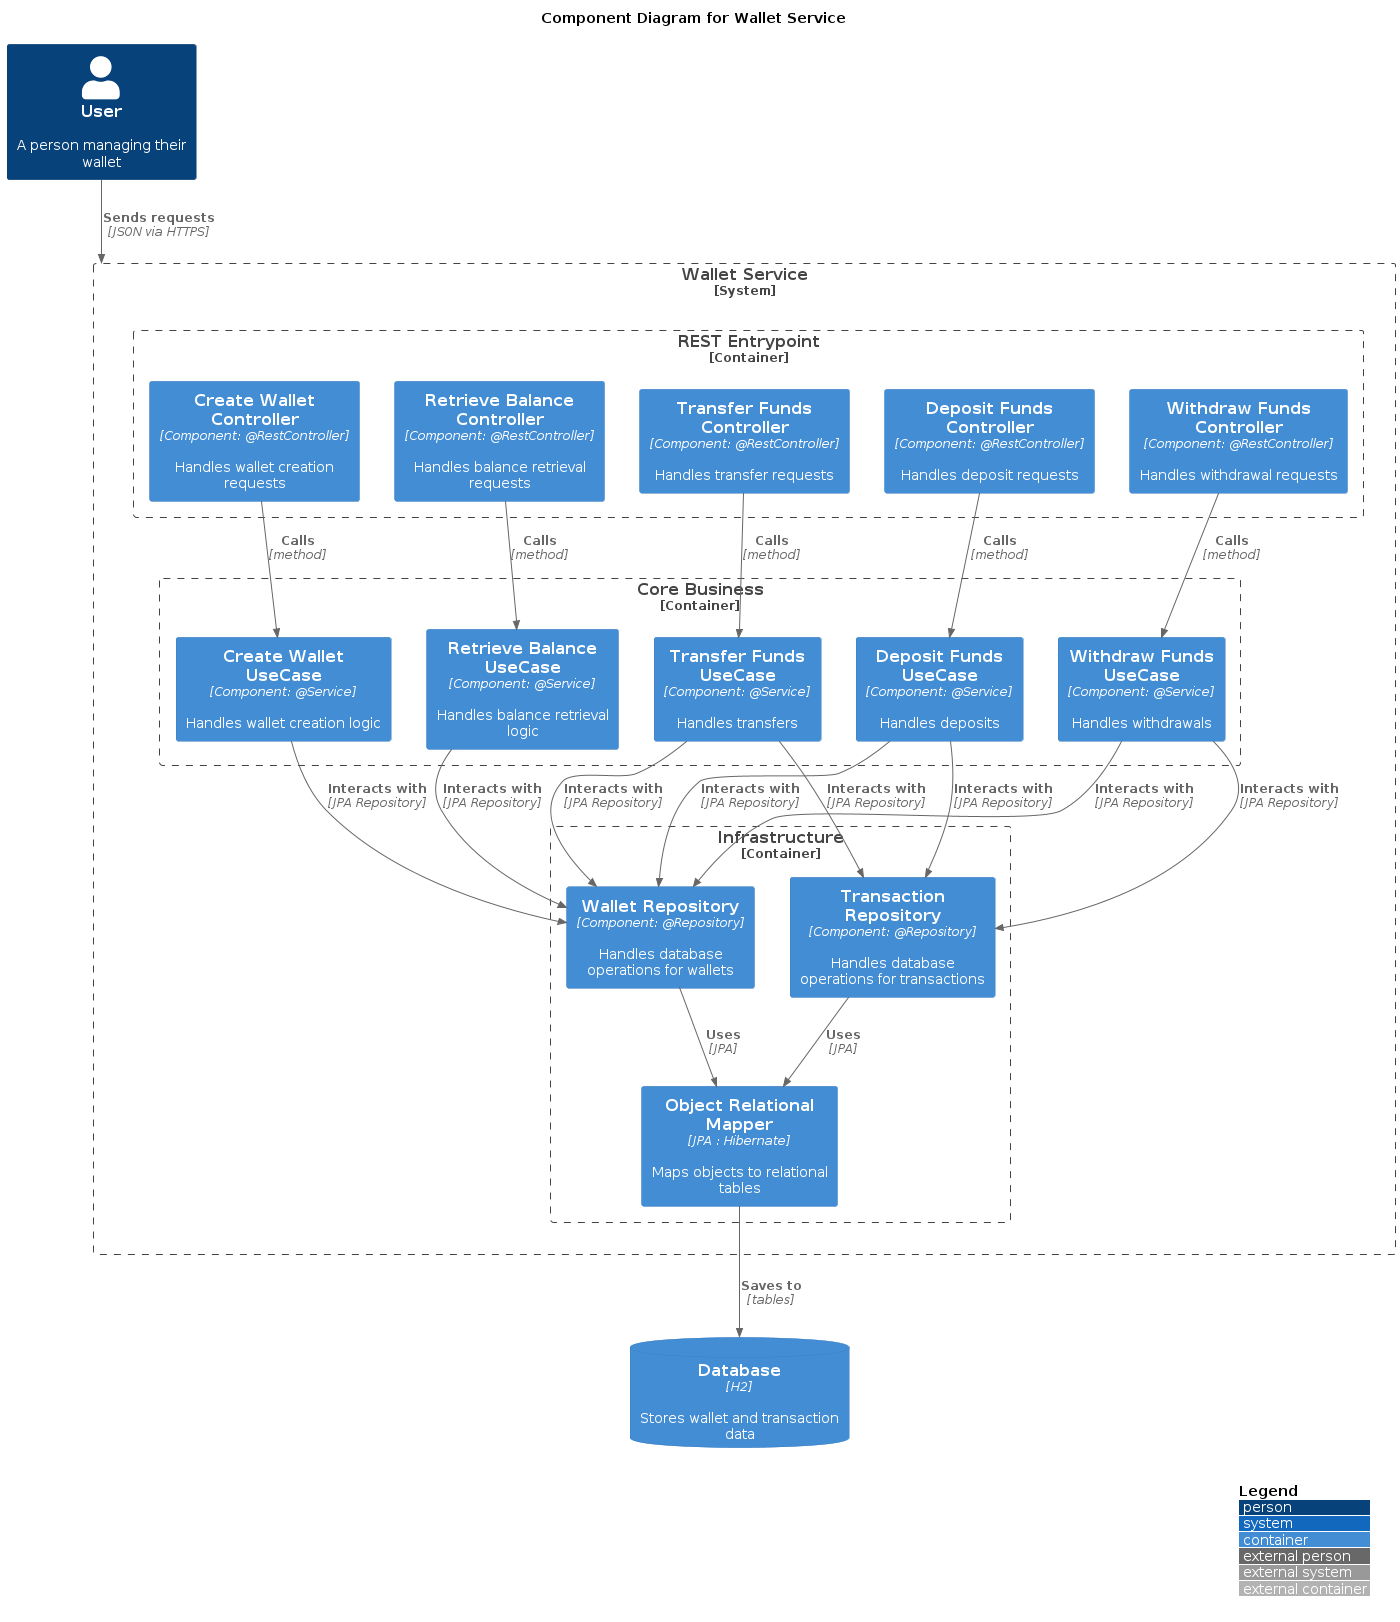 Component Diagram for Wallet Service
User
A person managing their
wallet
Sends requests
[JSON via HTTPS]
Wallet Service
[System]
REST Entrypoint
[Container]
Create Wallet
Controller
[Component: @RestController]
Handles wallet creation
requests
Retrieve Balance
Controller
[Component: @RestController]
Handles balance retrieval
requests
Transfer Funds
Controller
[Component: @RestController]
Handles transfer requests
Deposit Funds
Controller
[Component: @RestController]
Handles deposit requests
Withdraw Funds
Controller
[Component: @RestController]
Handles withdrawal requests
Calls
[method]
Calls
[method]
Calls
[method]
Calls
[method]
Calls
[method]
Core Business
[Container]
Create Wallet
UseCase
[Component: @Service]
Handles wallet creation logic
Retrieve Balance
UseCase
[Component: @Service]
Handles balance retrieval
logic
Transfer Funds
UseCase
[Component: @Service]
Handles transfers
Deposit Funds
UseCase
[Component: @Service]
Handles deposits
Withdraw Funds
UseCase
[Component: @Service]
Handles withdrawals
Interacts with
[JPA Repository]
Interacts with
[JPA Repository]
Interacts with
[JPA Repository]
Interacts with
[JPA Repository]
Interacts with
[JPA Repository]
Interacts with
[JPA Repository]
Interacts with
[JPA Repository]
Interacts with
[JPA Repository]
Infrastructure
[Container]
Wallet Repository
[Component: @Repository]
Handles database
operations for wallets
Transaction
Repository
[Component: @Repository]
Handles database
operations for transactions
Uses
[JPA]
Uses
[JPA]
Object Relational
Mapper
[JPA : Hibernate]
Maps objects to relational
tables
Saves to
[tables]
Database
[H2]
Stores wallet and transaction
data
Legend
person
system
container
external person
external system
external container